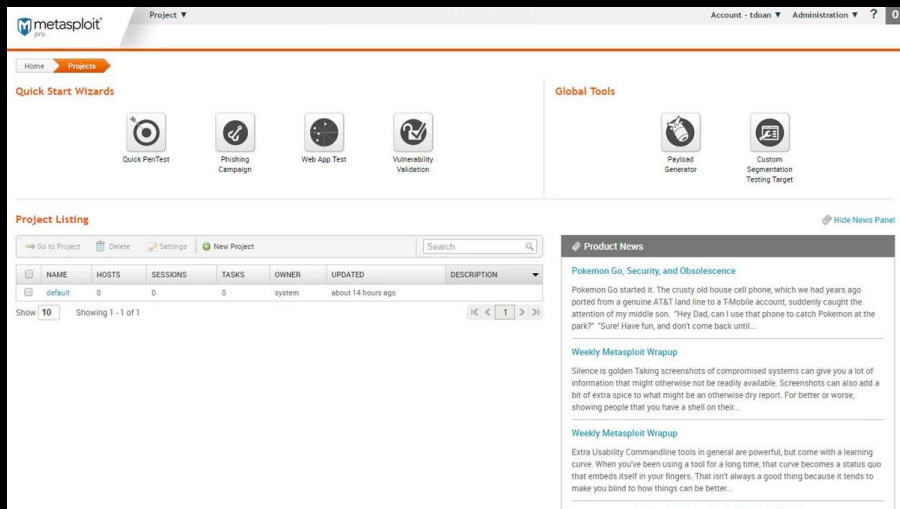 metasploit®
pro
Project ▼
Account - tdoan ▼ Administration ▼ ? 0
Home Projects
Quick Start Wizards
Quick PenTest
Phishing
Campaign
Web App Test
Vulnerability
Validation
Global Tools
Payload
Generator
Custom
Segmentation
Testing Target
Project Listing
Hide News Panel
Go to Project Delete Settings New Project Search
NAME HOSTS SESSIONS TASKS OWNER UPDATED DESCRIPTION
default 0 0 0 system about 14 hours ago
Show 10 Showing 1 - 1 of 1 1
Product News
Pokemon Go, Security, and Obsolescence
Pokemon Go started it. The crusty old house cell phone, which we had years ago
ported from a genuine AT&T land line to a T-Mobile account, suddenly caught the
attention of my middle son. "Hey Dad, can I use that phone to catch Pokemon at the
park?" "Sure! Have fun, and don't come back until...
Weekly Metasploit Wrapup
Silence is golden Taking screenshots of compromised systems can give you a lot of
information that might otherwise not be readily available. Screenshots can also add a
bit of extra spice to what might be an otherwise dry report. For better or worse,
showing people that you have a shell on their...
Weekly Metasploit Wrapup
Extra Usability Commandline tools in general are powerful, but come with a learning
curve. When you've been using a tool for a long time, that curve becomes a status quo
that embeds itself in your fingers. That isn't always a good thing because it tends to
make you blind to how things can be better...